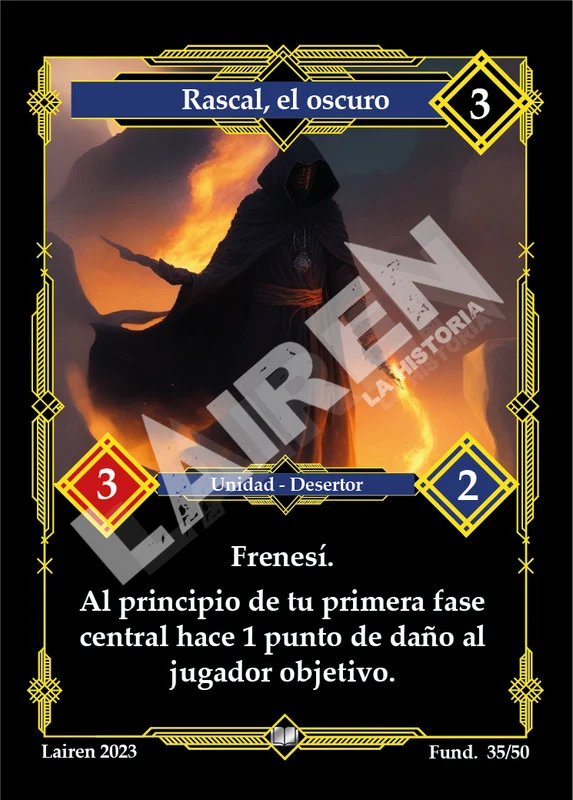 Rascal, el oscuro
3
LAIREN
LA HISTORIA
3
Unidad - Desertor
2
Frenesí.
Al principio de tu primera fase
central hace 1 punto de daño al
jugador objetivo.
Lairen 2023
Fund. 35/50